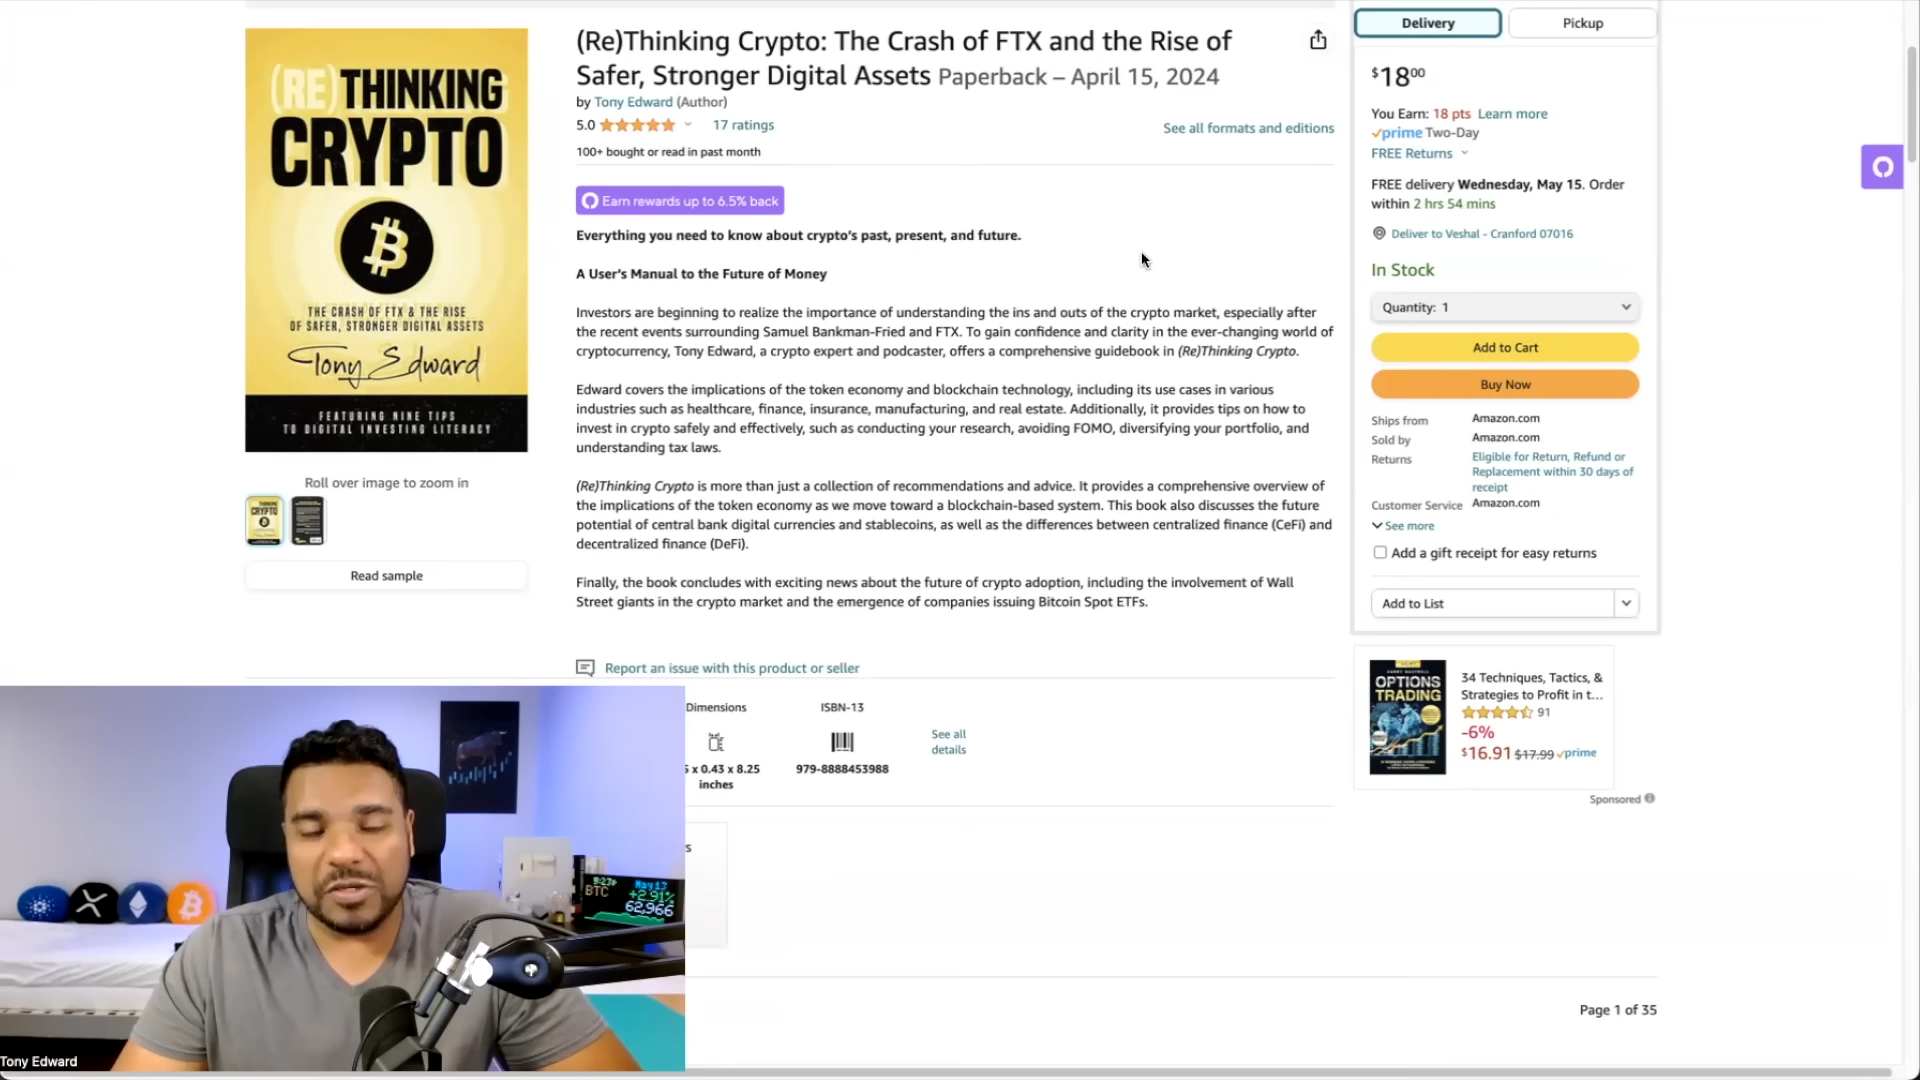 (RE)THINKING
CRYPTO
THE CRASH OF FTX & THE RISE
OF SAFER, STRONGER DIGITAL ASSETS
Tony Edward
FEATURING NINE TIPS
TO DIGITAL INVESTING LITERACY
Roll over image to zoom in
Read sample
(Re)Thinking Crypto: The Crash of FTX and the Rise of
Safer, Stronger Digital Assets Paperback – April 15, 2024
by Tony Edward (Author)
5.0 17 ratings
See all formats and editions
100+ bought or read in past month
Earn rewards up to 6.5% back
Everything you need to know about crypto's past, present, and future.
A User's Manual to the Future of Money
Investors are beginning to realize the importance of understanding the ins and outs of the crypto market, especially after
the recent events surrounding Samuel Bankman-Fried and FTX. To gain confidence and clarity in the ever-changing world of
cryptocurrency, Tony Edward, a crypto expert and podcaster, offers a comprehensive guidebook in (Re)Thinking Crypto.
Edward covers the implications of the token economy and blockchain technology, including its use cases in various
industries such as healthcare, finance, insurance, manufacturing, and real estate. Additionally, it provides tips on how to
invest in crypto safely and effectively, such as conducting your research, avoiding FOMO, diversifying your portfolio, and
understanding tax laws.
(Re)Thinking Crypto is more than just a collection of recommendations and advice. It provides a comprehensive overview of
the implications of the token economy as we move toward a blockchain-based system. This book also discusses the future
potential of central bank digital currencies and stablecoins, as well as the differences between centralized finance (CeFi) and
decentralized finance (DeFi).
Finally, the book concludes with exciting news about the future of crypto adoption, including the involvement of Wall
Street giants in the crypto market and the emergence of companies issuing Bitcoin Spot ETFs.
Report an issue with this product or seller
Dimensions
5 x 0.43 x 8.25
inches
ISBN-13
979-8888453988
See all
details
s
Delivery
Pickup
$1800
You Earn: 18 pts Learn more
prime Two-Day
FREE Returns
FREE delivery Wednesday, May 15. Order
within 2 hrs 54 mins
Deliver to Veshal - Cranford 07016
In Stock
Quantity: 1
Add to Cart
Buy Now
Ships from Amazon.com
Sold by Amazon.com
Returns Eligible for Return, Refund or
Replacement within 30 days of
receipt
Customer Service Amazon.com
See more
Add a gift receipt for easy returns
Add to List
OPTIONS
TRADING
34 Techniques, Tactics, &
Strategies to Profit in t...
91
-6%
$16.91 $17.99 prime
Sponsored
Page 1 of 35
9:23p May 13
BTC +2.91%
62,966
Tony Edward